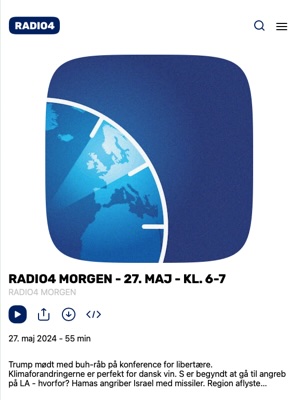 RADIO4
RADIO4 MORGEN - 27. MAJ - KL. 6-7
RADIO4 MORGEN
27. maj 2024 - 55 min
Trump mødt med buh-råb på konference for libertære.
Klimaforandringerne er perfekt for dansk vin. S er begyndt at gå til angreb
på LA - hvorfor? Hamas angriber Israel med missiler. Region aflyste...